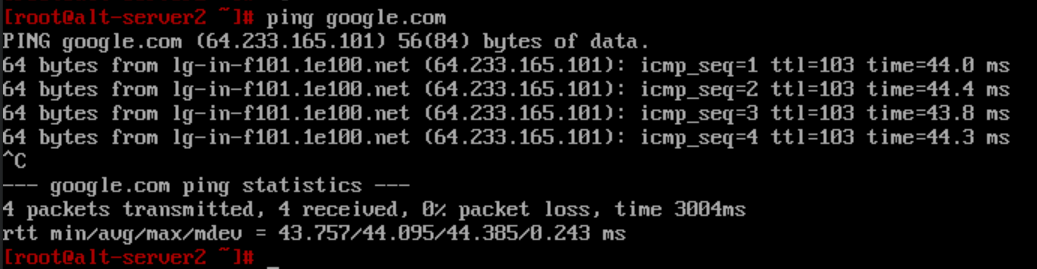 [root@alt-server2 ~]# ping google.com
PING google.com (64.233.165.101) 56(84) bytes of data.
64 bytes from lg-in-f101.1e100.net (64.233.165.101): icmp_seq=1 ttl=103 time=44.0 ms
64 bytes from lg-in-f101.1e100.net (64.233.165.101): icmp_seq=2 ttl=103 time=44.4 ms
64 bytes from lg-in-f101.1e100.net (64.233.165.101): icmp_seq=3 ttl=103 time=43.8 ms
64 bytes from lg-in-f101.1e100.net (64.233.165.101): icmp_seq=4 ttl=103 time=44.3 ms
^C
--- google.com ping statistics ---
4 packets transmitted, 4 received, 0% packet loss, time 3004ms
rtt min/avg/max/mdev = 43.757/44.095/44.385/0.243 ms
[root@alt-server2 ~]#